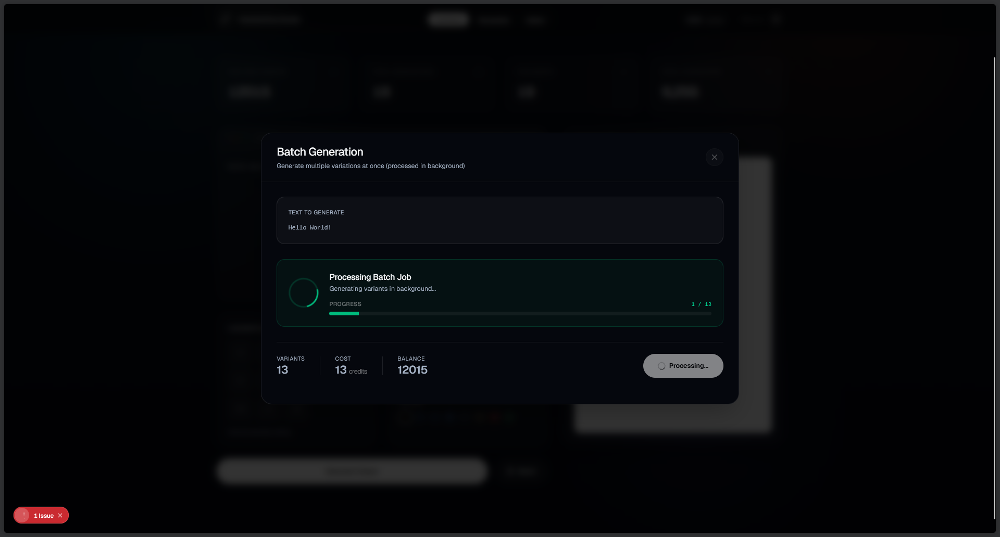 Batch Generation
Generate multiple variations at once (processed in background)
TEXT TO GENERATE
Hello World!
Processing Batch Job
Generating variants in background...
PROGRESS
1 / 13
VARIANTS
13
COST
13 credits
BALANCE
12015
Processing...
! 1 Issue